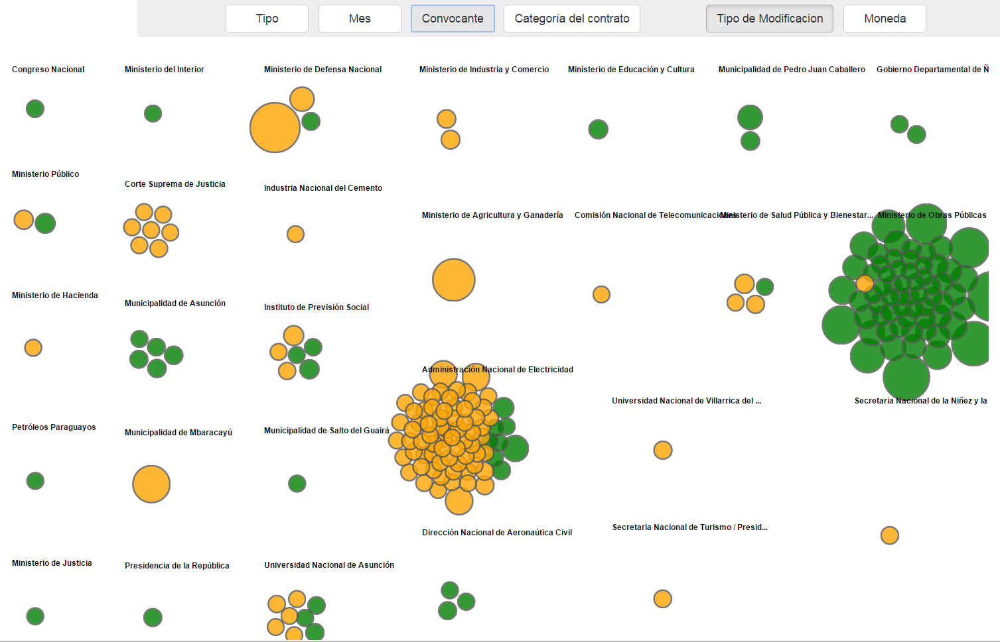 Tipo
Mes
Convocante
Categoría del contrato
Tipo de Modificacion
Moneda
Congreso Nacional
Ministerio del Interior
Ministerio de Defensa Nacional
Ministerio de Industria y Comercio
Ministerio de Educación y Cultura
Municipalidad de Pedro Juan Caballero
Gobierno Departamental de Ñ
Ministerio Público
Corte Suprema de Justicia
Industria Nacional del Cemento
Ministerio de Agricultura y Ganadería
Comisión Nacional de Telecomunicaciones
Ministerio de Salud Pública y Bienestar...
Ministerio de Obras Públicas
Ministerio de Hacienda
Municipalidad de Asunción
Instituto de Previsión Social
Administración Nacional de Electricidad
Universidad Nacional de Villarrica del ...
Secretaria Nacional de la Niñez y la
Petróleos Paraguayos
Municipalidad de Mbaracayú
Municipalidad de Salto del Guairá
Dirección Nacional de Aeronaútica Civil
Secretaria Nacional de Turismo / Presid...
Ministerio de Justicia
Presidencia de la República
Universidad Nacional de Asunción